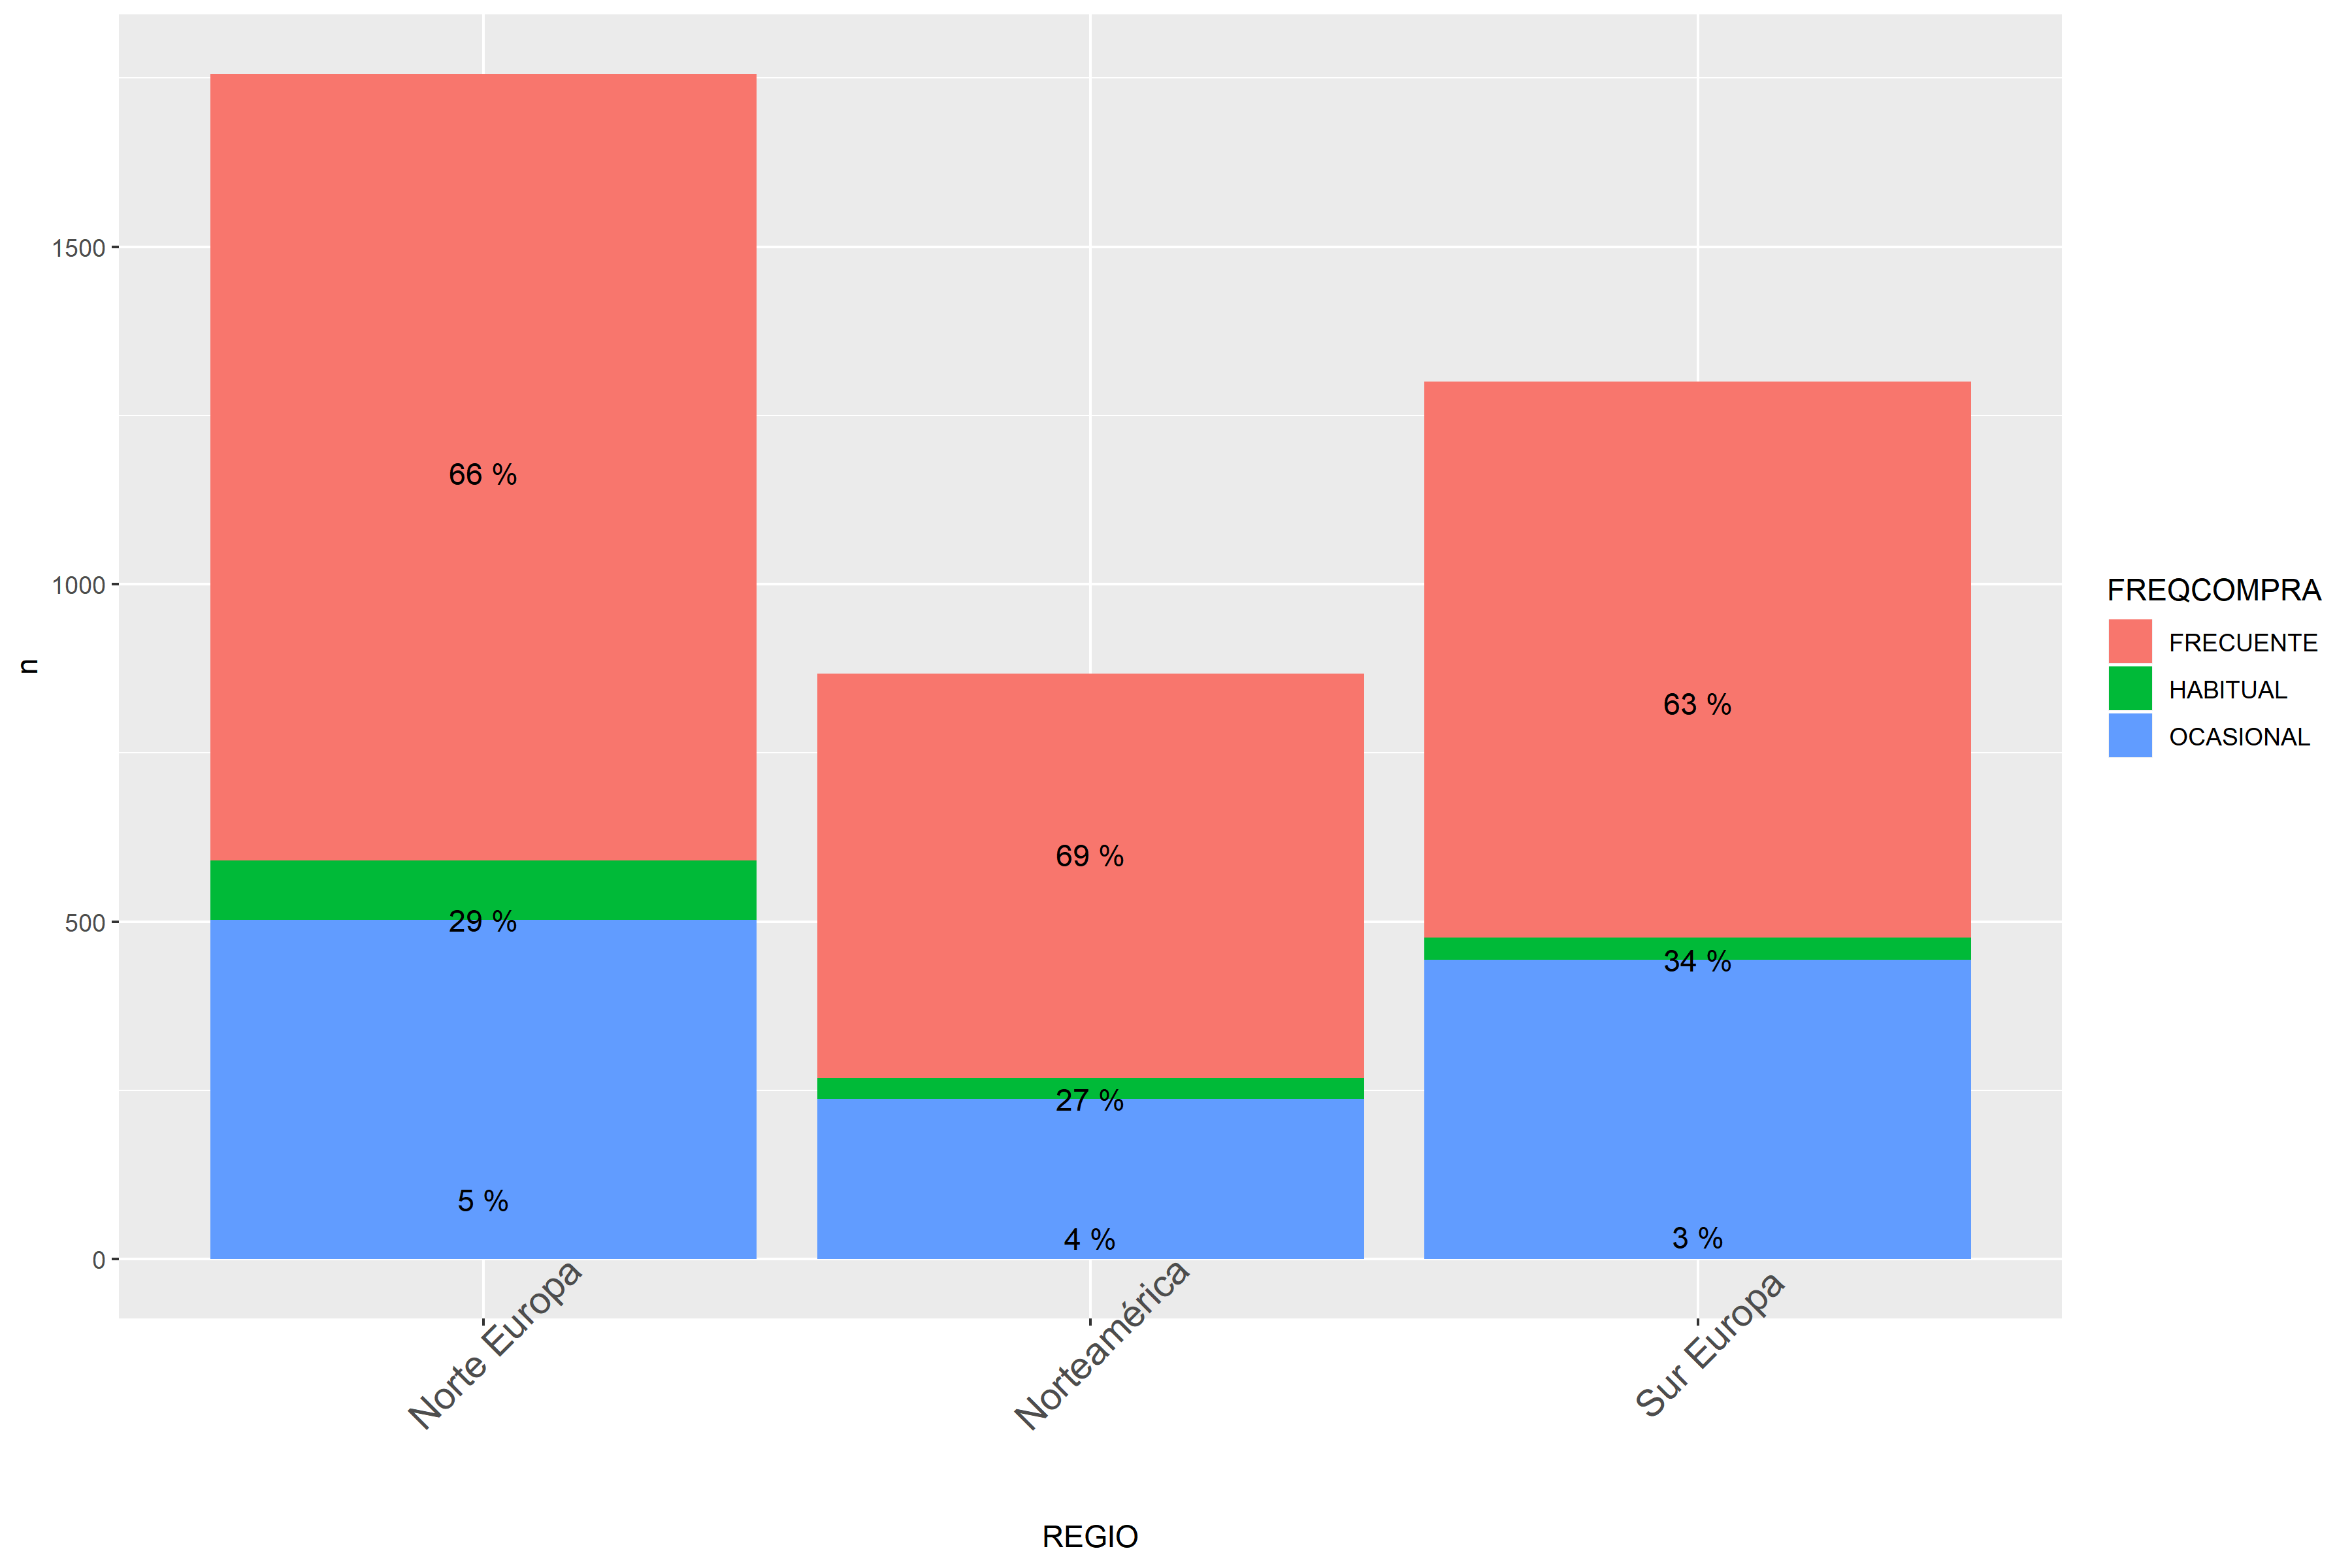 1500
1000
500
0
n
66 %
29 %
5 %
69 %
27 %
4 %
63 %
34 %
3 %
Norte Europa
Norteamérica
Sur Europa
REGIO
FREQCOMPRA
FRECUENTE
HABITUAL
OCASIONAL